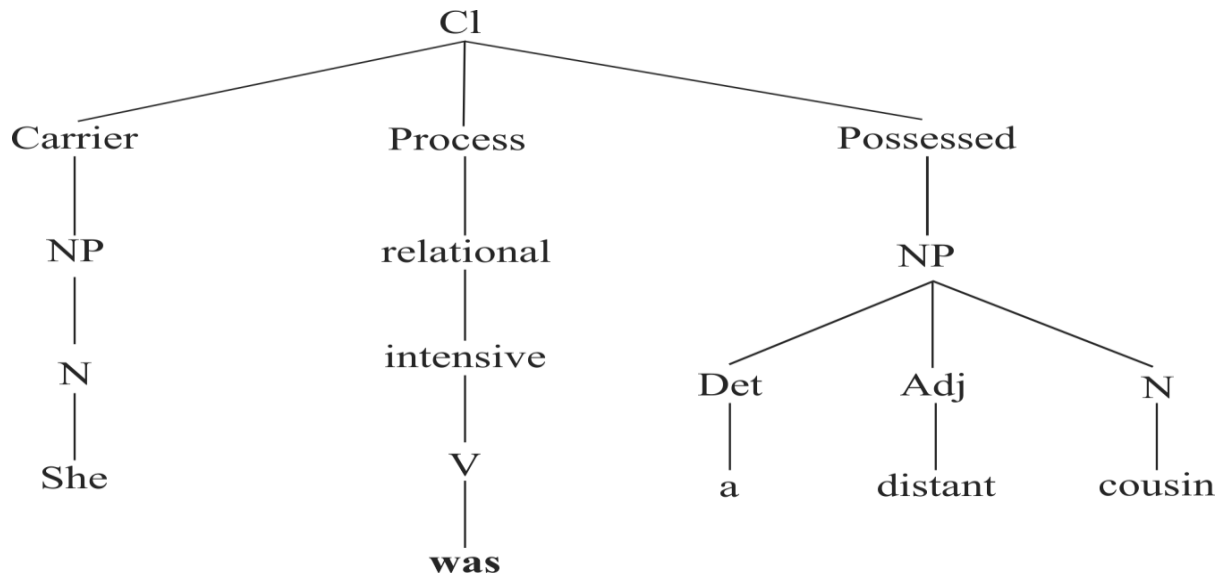 Cl
Carrier Process Possessed
NP relational NP
N intensive Det Adj N
She V a distant cousin
was